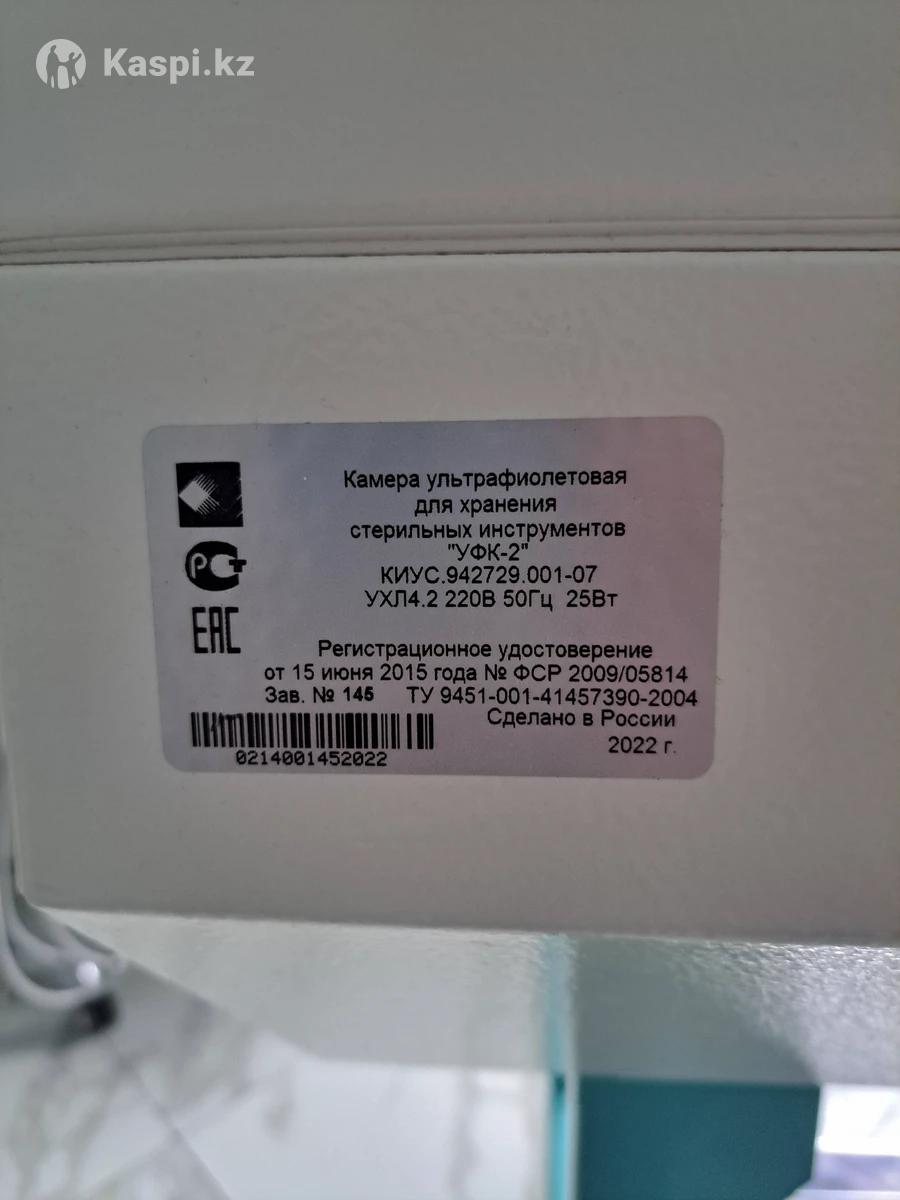 Kaspi.kz
Камера ультрафиолетовая
для хранения
стерильных инструментов
"УФК-2"
КИУС.942729.001-07
УХЛ4.2 220В 50Гц 25Вт
РСТ
EAC
Регистрационное удостоверение
от 15 июня 2015 года № ФСР 2009/05814
Зав. № 145 ТУ 9451-001-41457390-2004
Сделано в России
0214001452022
2022 г.